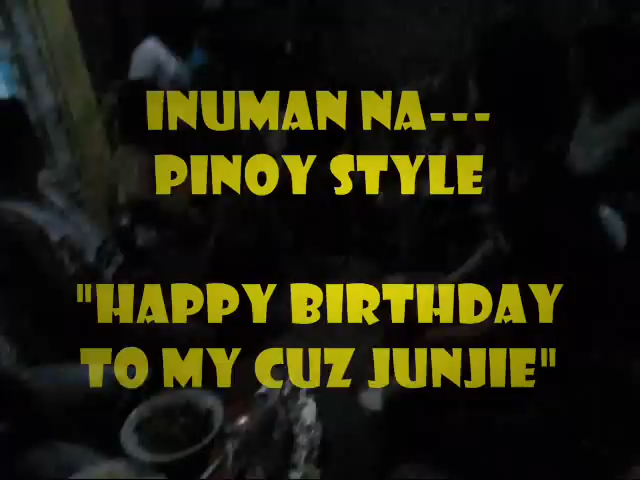 INUMAN NA---
PINOY STYLE
"HAPPY BIRTHDAY
TO MY CUZ JUNJIE"